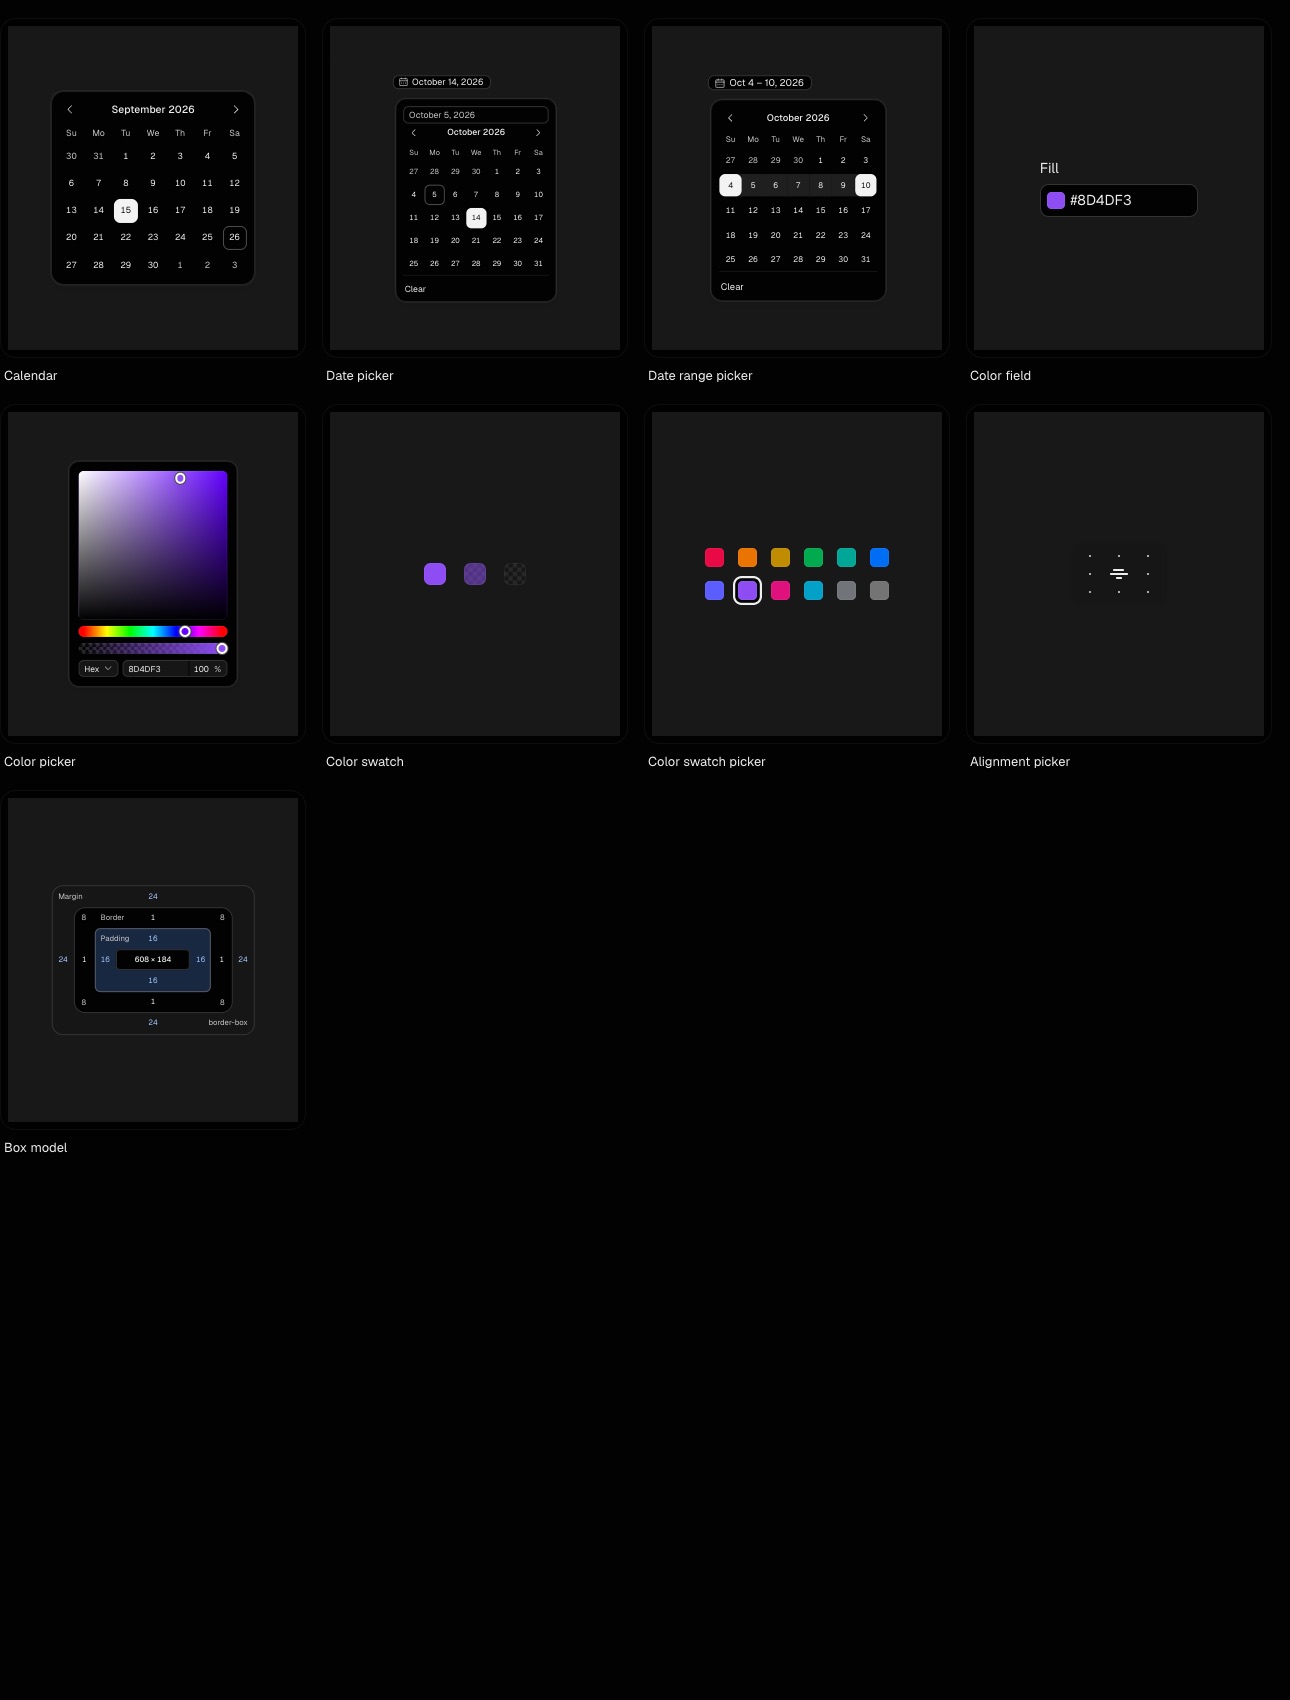 September 2026
Su Mo Tu We Th Fr Sa
30 31 1 2 3 4 5
6 7 8 9 10 11 12
13 14 15 16 17 18 19
20 21 22 23 24 25 26
27 28 29 30 1 2 3
Calendar
October 14, 2026
October 5, 2026
October 2026
Su Mo Tu We Th Fr Sa
27 28 29 30 1 2 3
4 5 6 7 8 9 10
11 12 13 14 15 16 17
18 19 20 21 22 23 24
25 26 27 28 29 30 31
Clear
Date picker
Oct 4 – 10, 2026
October 2026
Su Mo Tu We Th Fr Sa
27 28 29 30 1 2 3
4 5 6 7 8 9 10
11 12 13 14 15 16 17
18 19 20 21 22 23 24
25 26 27 28 29 30 31
Clear
Date range picker
Fill
#8D4DF3
Color field
Hex 8D4DF3 100 %
Color picker
Color swatch
Color swatch picker
Alignment picker
Margin 24
8 Border 1 8
Padding 16
24 1 16 608 × 184 16 1 24
16
8 1 8
24 border-box
Box model